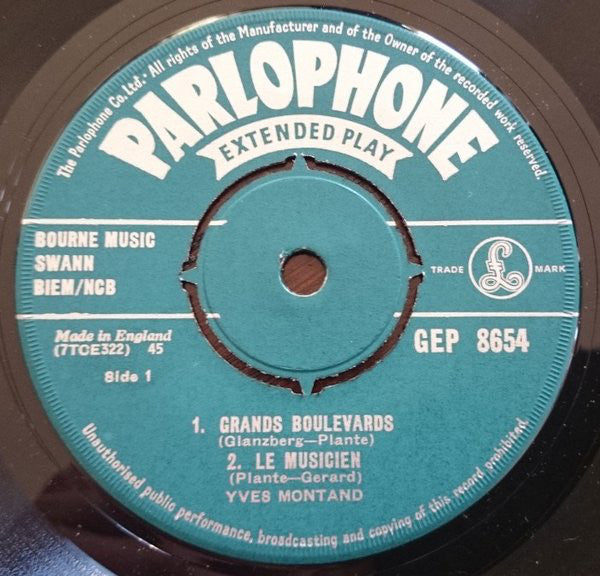 The Parlophone Co. Ltd. · All rights of the Manufacturer and of the Owner of the recorded work reserved.
PARLOPHONE
EXTENDED PLAY
BOURNE MUSIC
SWANN
BIEM/NCB
TRADE £ MARK
Made in England
(7TCE322) 45
Side 1
GEP 8654
1. GRANDS BOULEVARDS
(Glanzberg—Plante)
2. LE MUSICIEN
(Plante—Gerard)
YVES MONTAND
Unauthorised public performance, broadcasting and copying of this record prohibited.